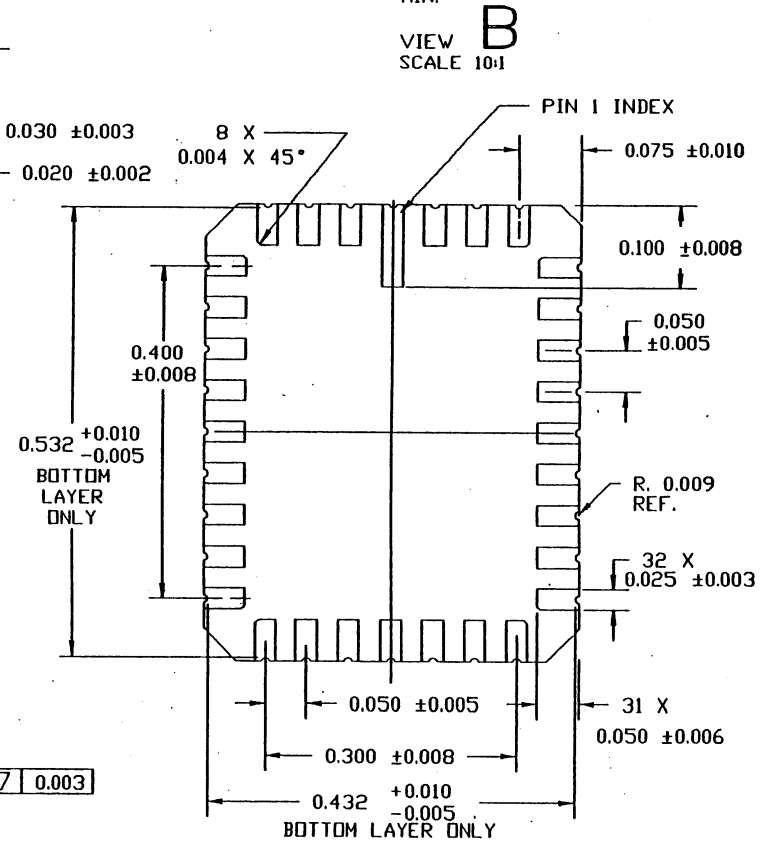 VIEW B
SCALE 10:1
PIN 1 INDEX
0.030 ±0.003
8 X
0.004 X 45°
0.075 ±0.010
0.020 ±0.002
0.100 ±0.008
0.050
±0.005
0.400
±0.008
0.532 +0.010
-0.005
BOTTOM
LAYER
ONLY
R. 0.009
REF.
32 X
0.025 ±0.003
0.050 ±0.005
31 X
0.050 ±0.006
0.300 ±0.008
7 0.003
0.432 +0.010
-0.005
BOTTOM LAYER ONLY